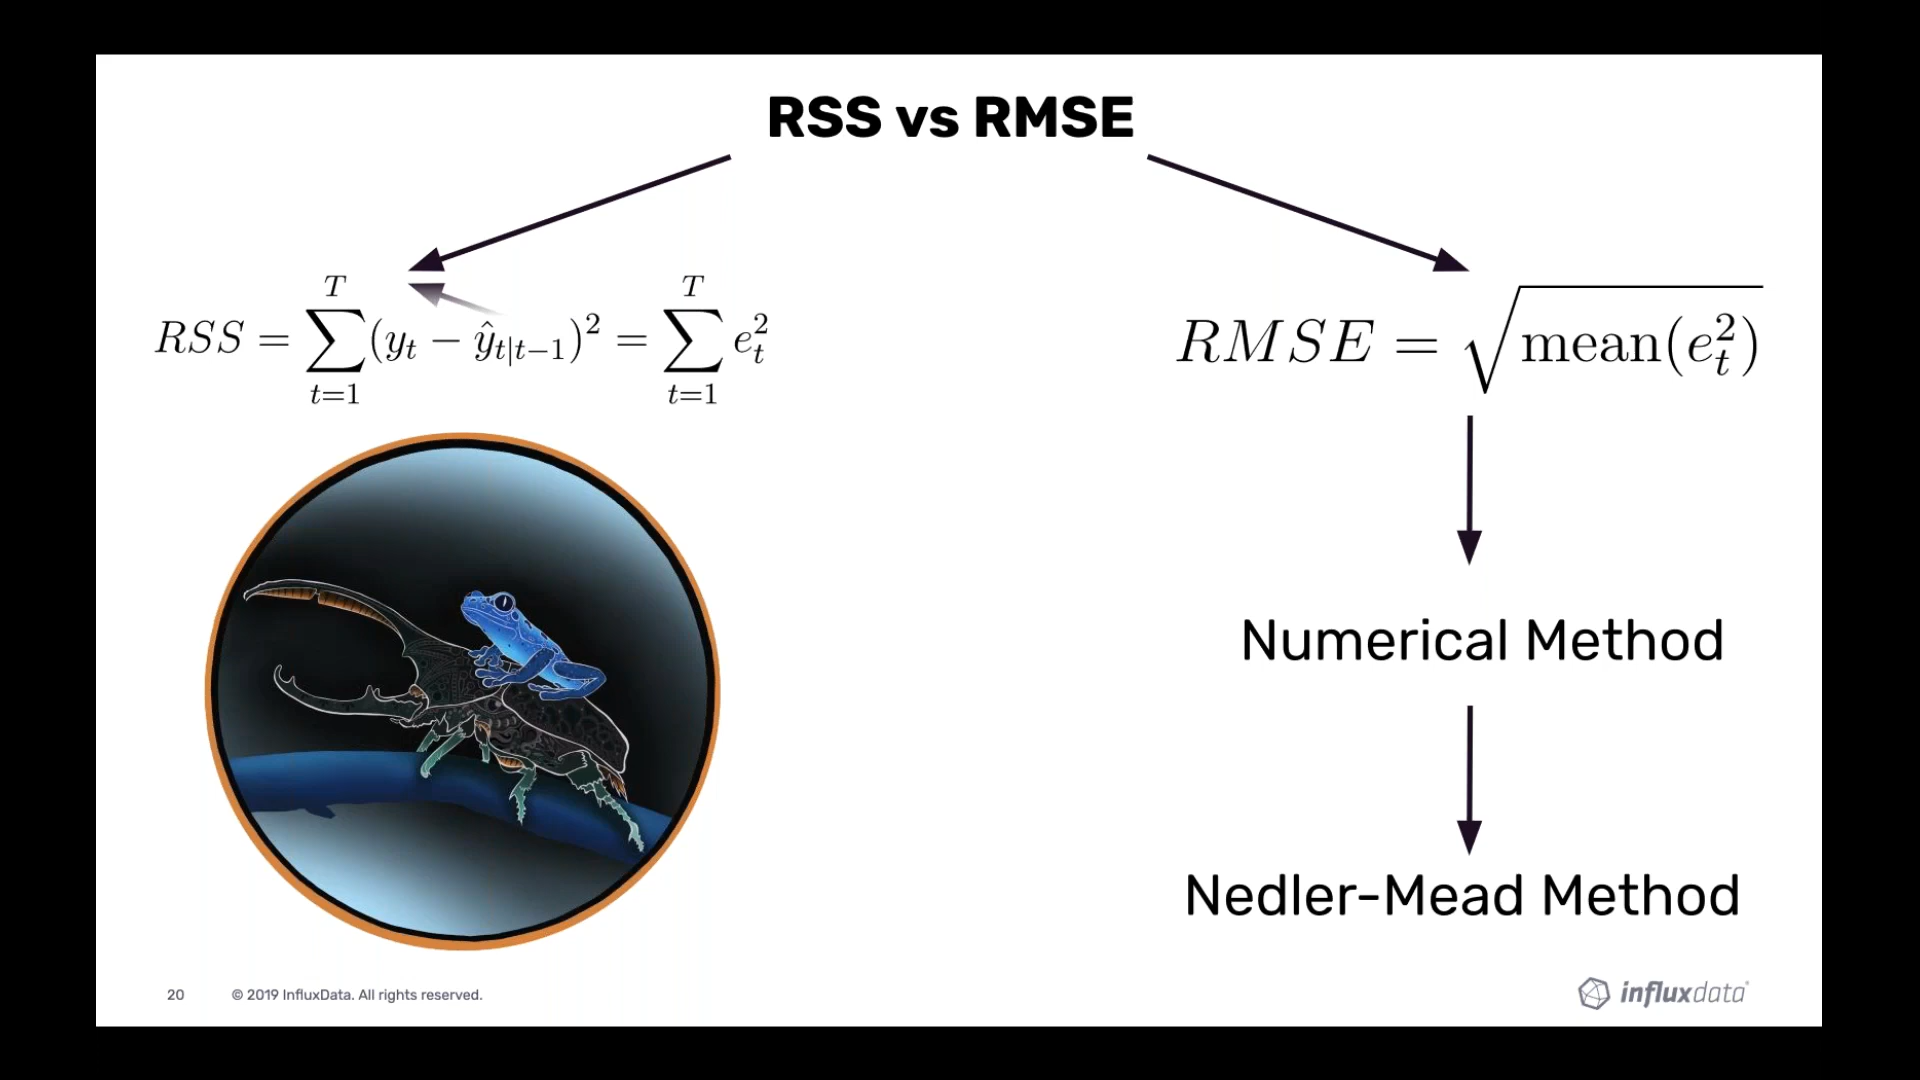 RSS vs RMSE
RSS = \sum_{t=1}^{T} (y_t - \hat{y}_{t|t-1})^2 = \sum_{t=1}^{T} e_t^2
RMSE = \sqrt{mean(e_t^2)}
Numerical Method
Nedler-Mead Method
20 © 2019 InfluxData. All rights reserved.
influxdata